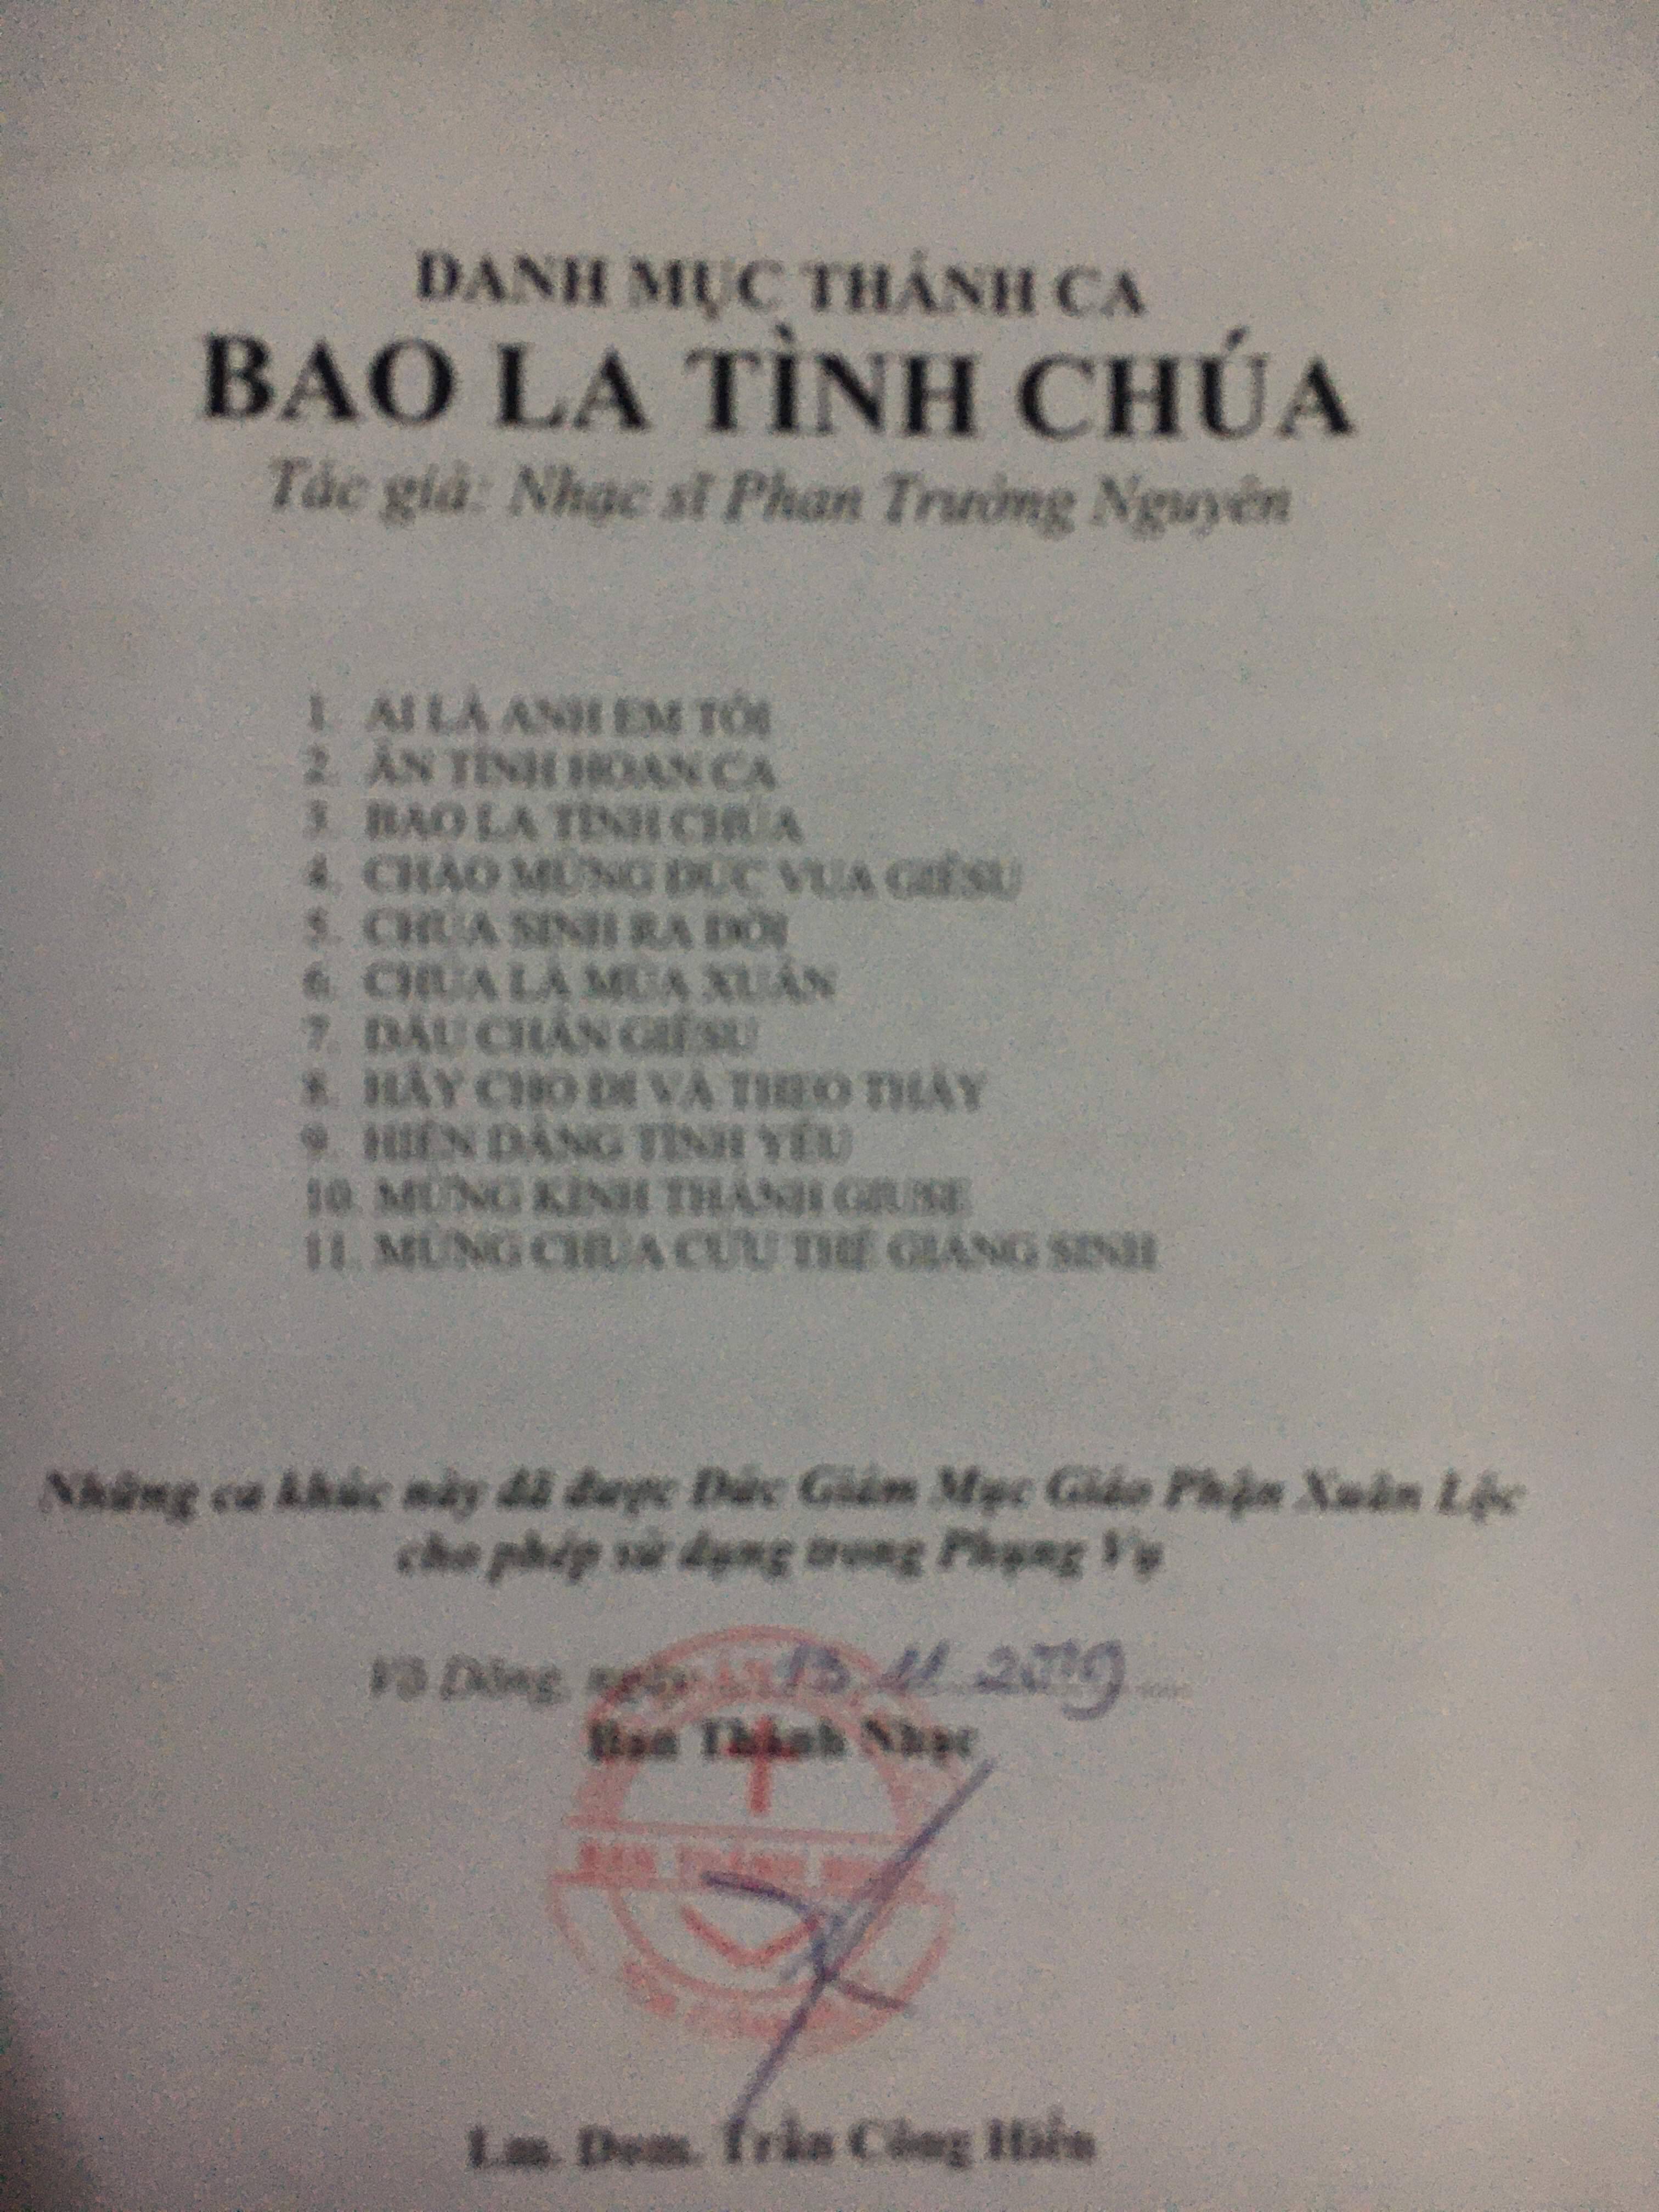 DANH MỤC THÁNH CA
BAO LA TÌNH CHÚA
Tác giả: Nhạc sĩ Phan Trưởng Nguyên
1. AI LÀ ANH EM TÔI
2. ÂN TÌNH HOAN CA
3. BAO LA TÌNH CHÚA
4. CHÀO MỪNG ĐỨC VUA GIÊSU
5. CHÚA SINH RA ĐỜI
6. CHÚA LÀ MÙA XUÂN
7. DẤU CHÂN GIÊSU
8. HÃY CHO ĐI VÀ THEO THẦY
9. HIẾN DÂNG TÌNH YÊU
10. MỪNG KÍNH THÁNH GIUSE
11. MỪNG CHÚA CỨU THẾ GIÁNG SINH
Những ca khúc này đã được Đức Giám Mục Giáo Phận Xuân Lộc
cho phép sử dụng trong Phụng Vụ
Võ Dõng, ngày 13.11.2019
Ban Thánh Nhạc
BAN THÁNH
Lm. Dom. Trần Công Hiển